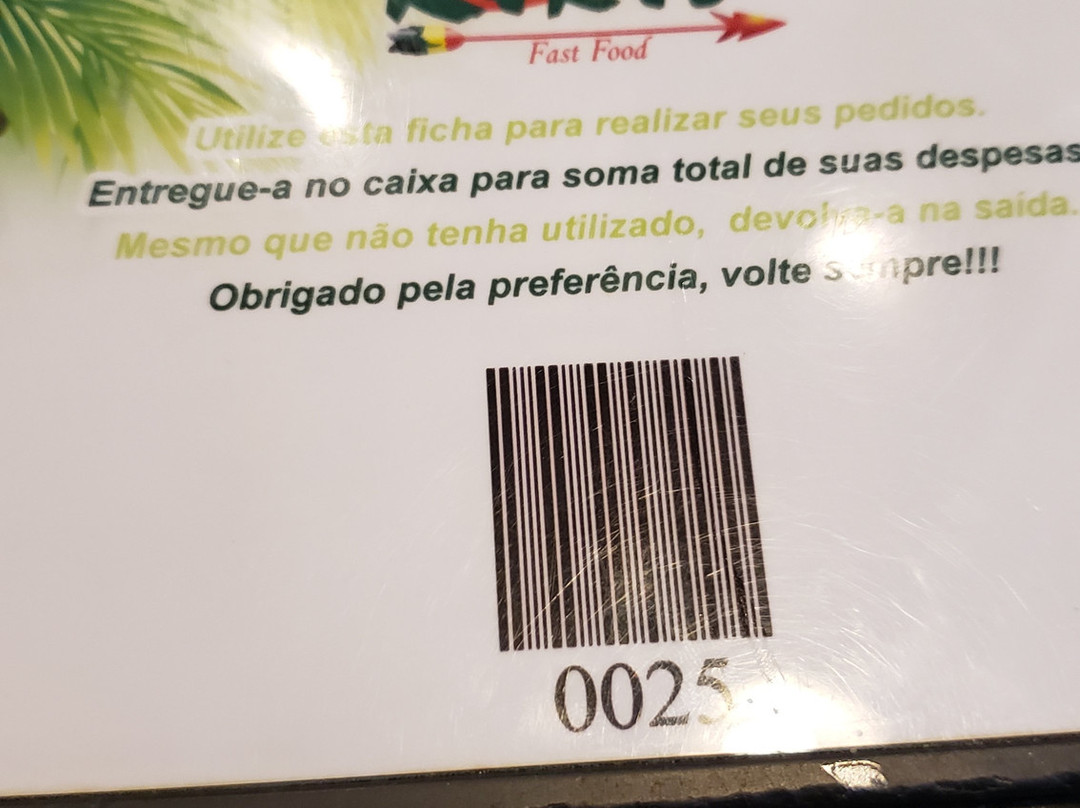 Fast Food
Utilize esta ficha para realizar seus pedidos.
Entregue-a no caixa para soma total de suas despesas
Mesmo que não tenha utilizado, devolva-a na saída.
Obrigado pela preferência, volte sempre!!!
0025